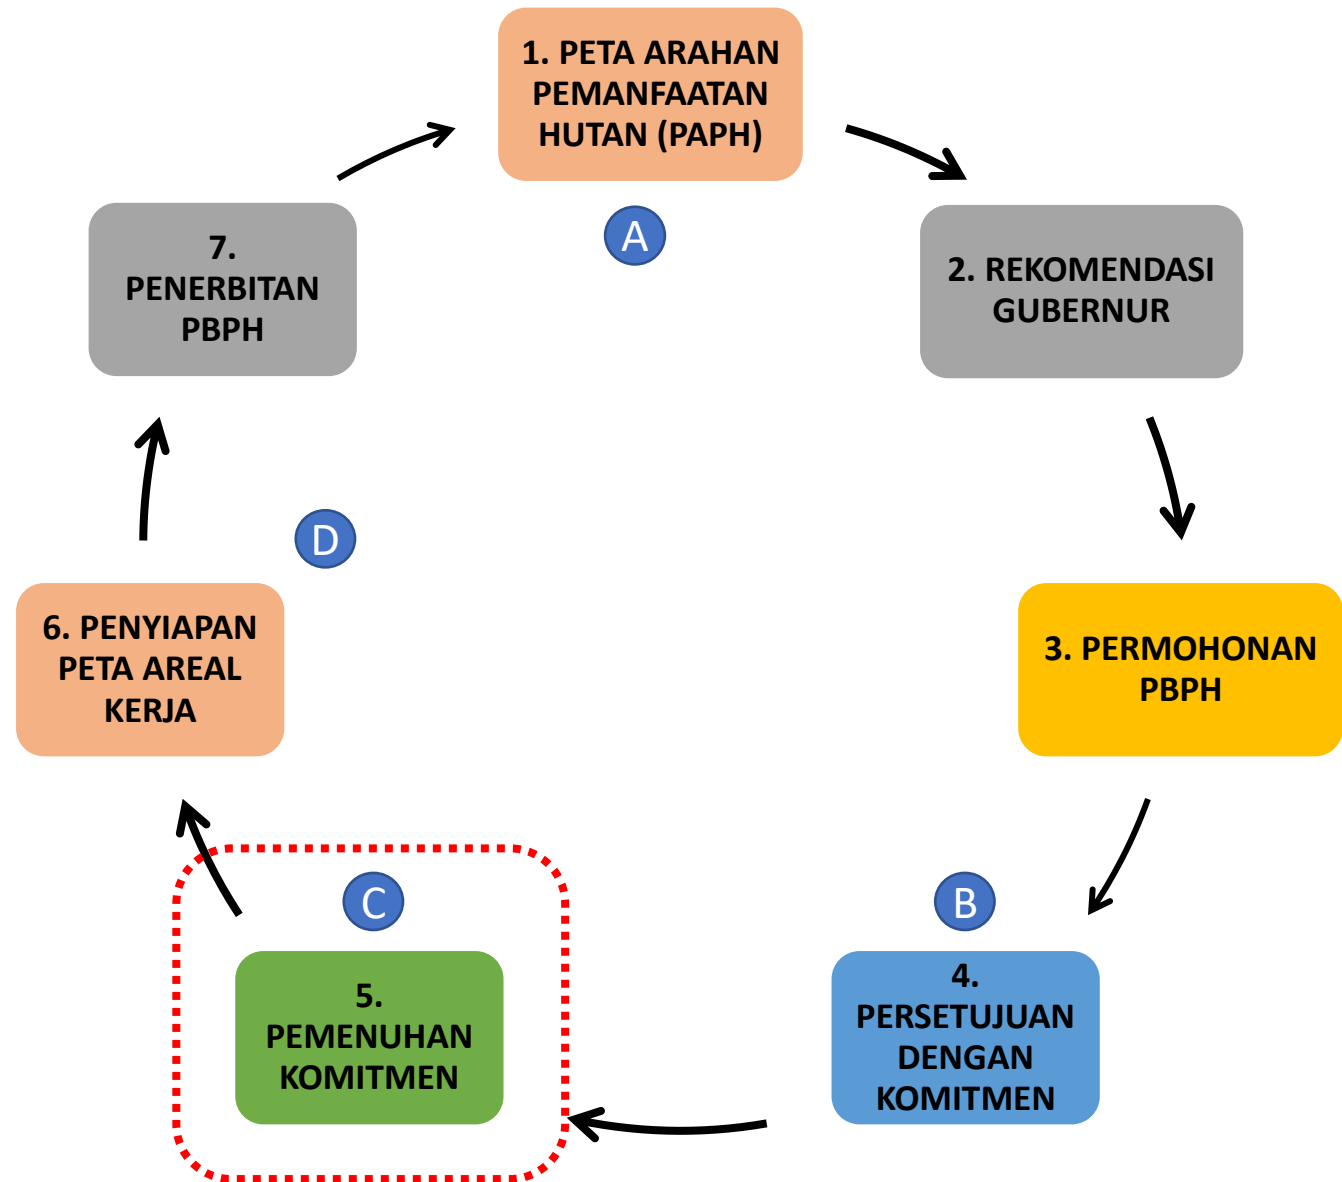 1. PETA ARAHAN
PEMANFAATAN
HUTAN (PAPH)
A
2. REKOMENDASI
GUBERNUR
3. PERMOHONAN
PBPH
B
4.
PERSETUJUAN
DENGAN
KOMITMEN
C
5.
PEMENUHAN
KOMITMEN
6. PENYIAPAN
PETA AREAL
KERJA
D
7.
PENERBITAN
PBPH